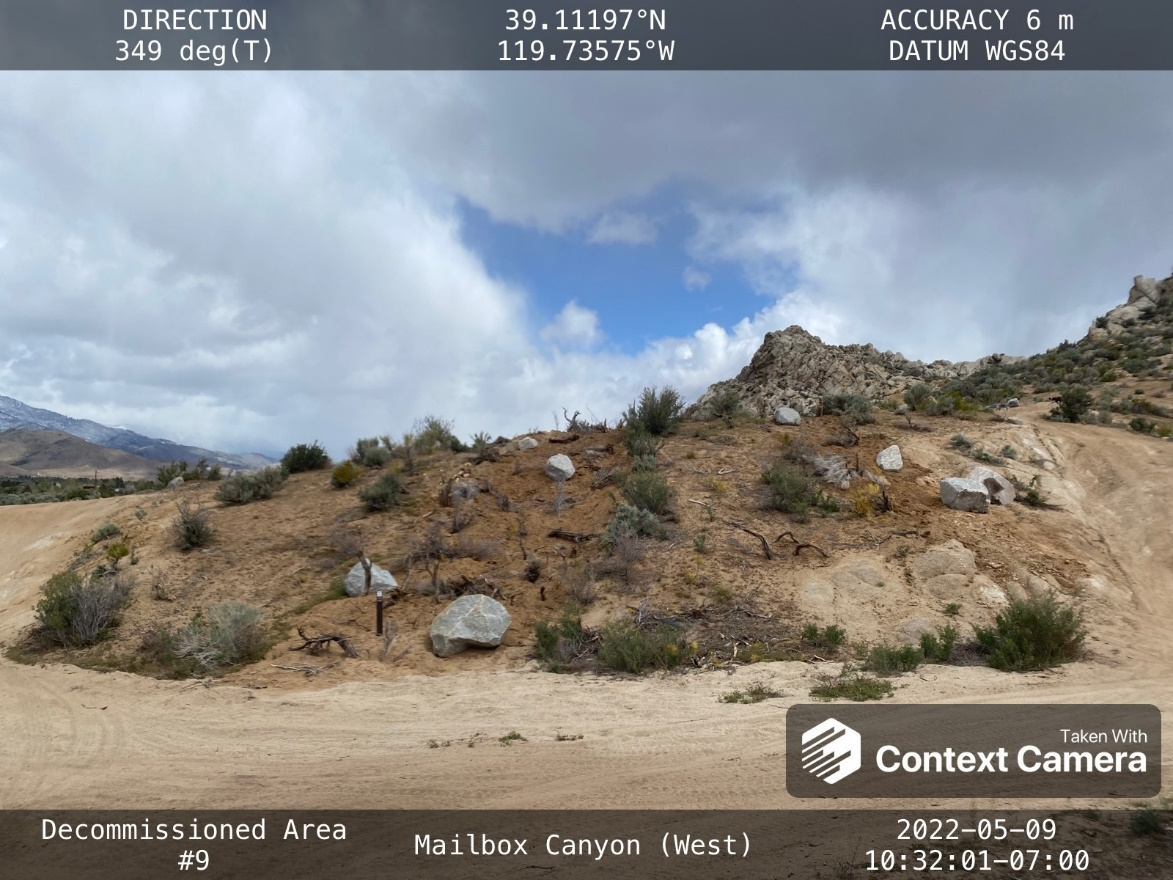 DIRECTION
349 deg(T)
39.11197°N
119.73575°W
ACCURACY 6 m
DATUM WGS84
Taken With
Context Camera
Decommissioned Area
#9
Mailbox Canyon (West)
2022-05-09
10:32:01-07:00